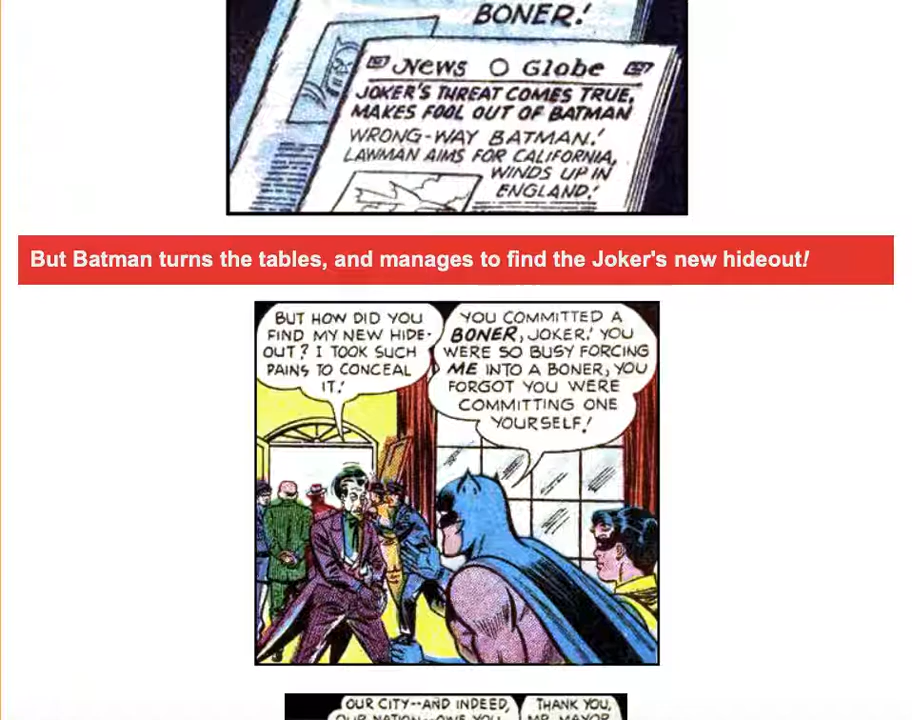 BONER!
News Globe
JOKER'S THREAT COMES TRUE,
MAKES FOOL OUT OF BATMAN
WRONG-WAY BATMAN!
LAWMAN AIMS FOR CALIFORNIA,
WINDS UP IN
ENGLAND!
But Batman turns the tables, and manages to find the Joker's new hideout!
BUT HOW DID YOU
FIND MY NEW HIDE-
OUT? I TOOK SUCH
PAINS TO CONCEAL
IT!
YOU COMMITTED A
BONER, JOKER! YOU
WERE SO BUSY FORCING
ME INTO A BONER, YOU
FORGOT YOU WERE
COMMITTING ONE
YOURSELF!
OUR CITY--AND INDEED,
OUR NATION--OWE YOU
THANK YOU,
MR. MAYOR